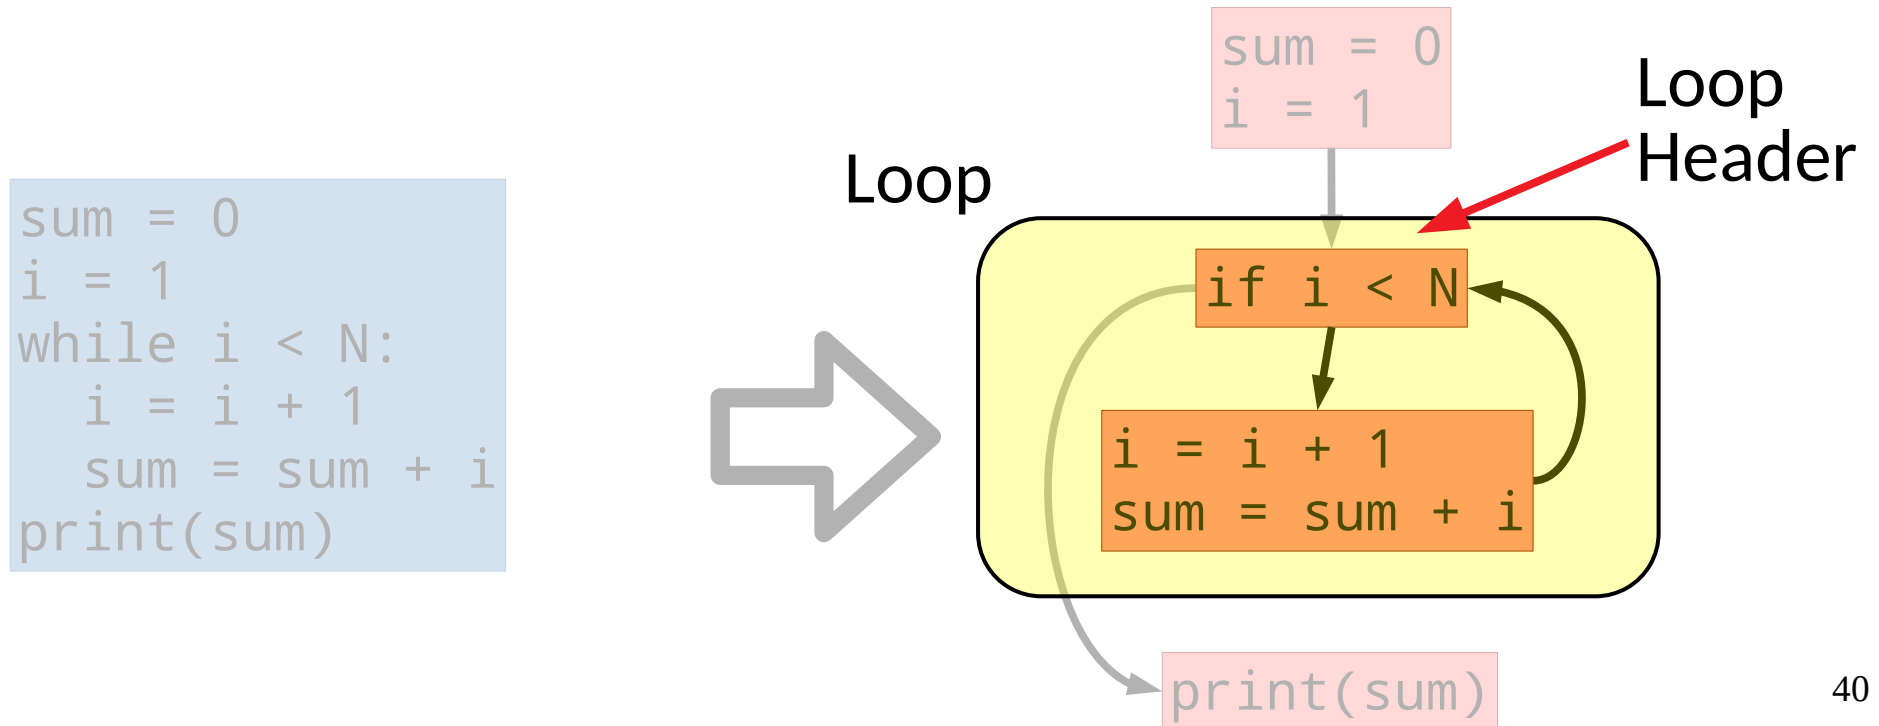 sum = 0
i = 1
while i < N:
  i = i + 1
  sum = sum + i
print(sum)
Loop
sum = 0
i = 1
Loop
Header
if i < N
i = i + 1
sum = sum + i
print(sum)
40